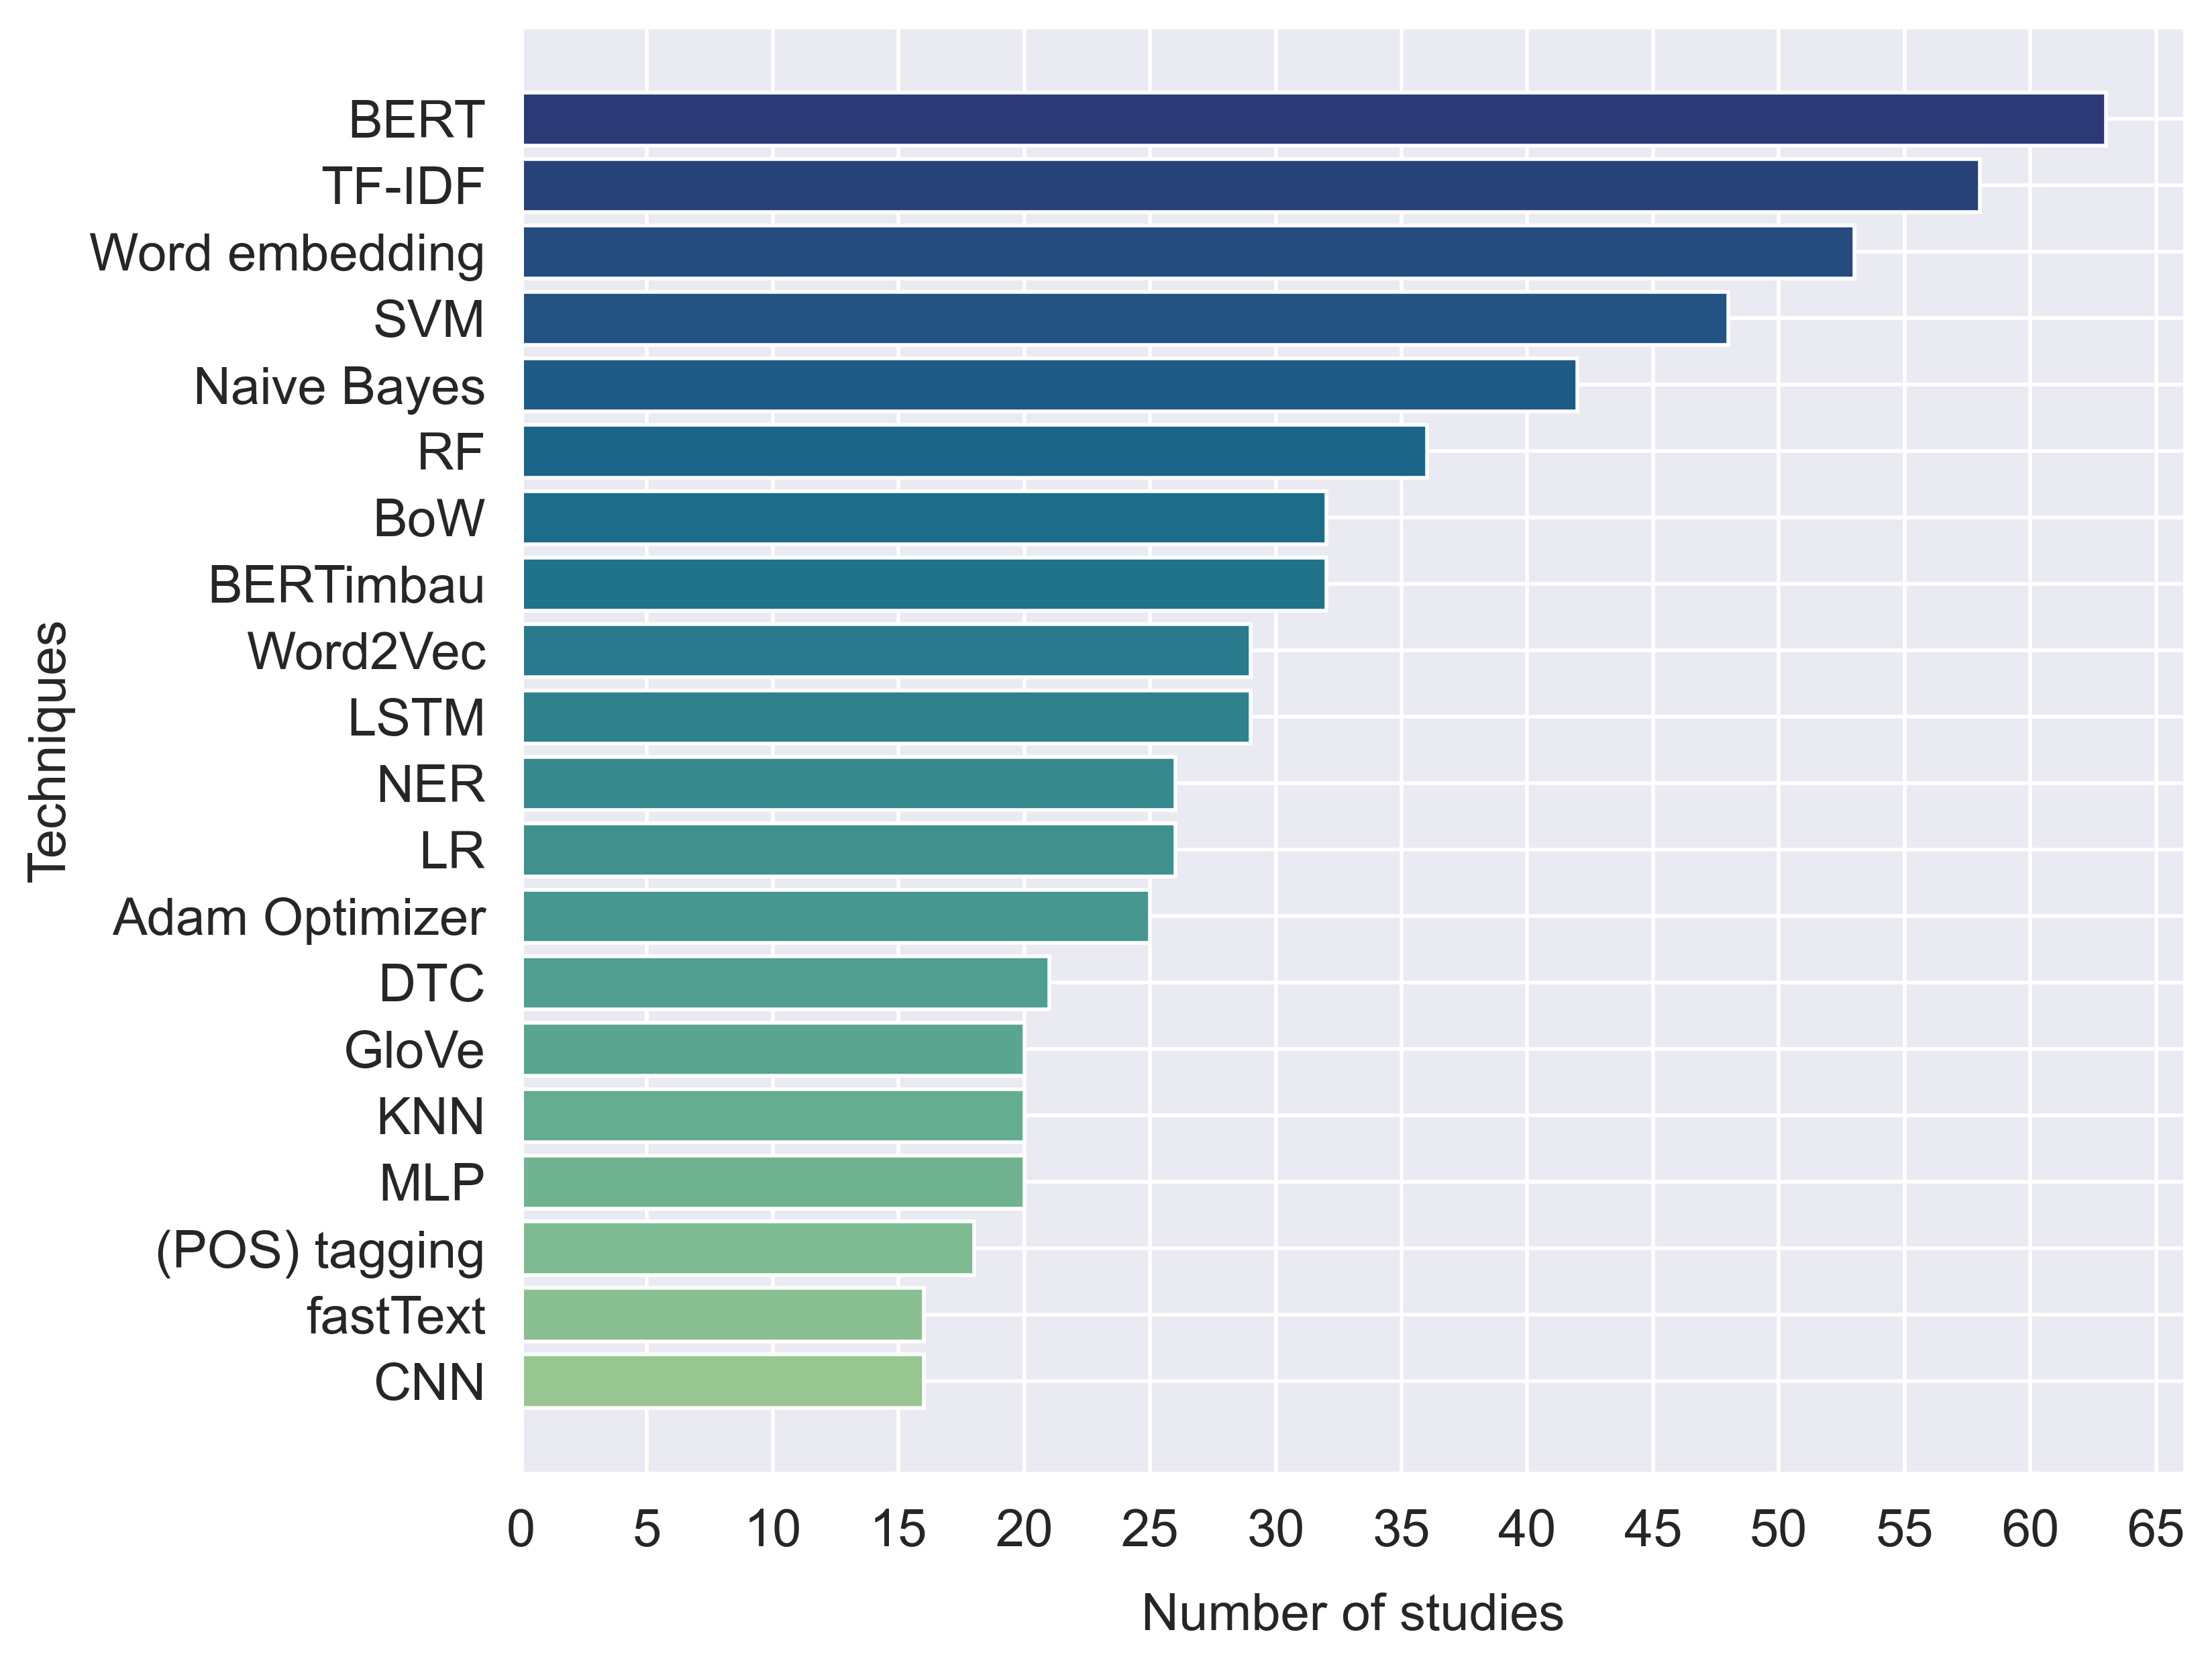 BERT
TF-IDF
Word embedding
SVM
Naive Bayes
RF
BoW
BERTimbau
Word2Vec
LSTM
NER
LR
Adam Optimizer
DTC
GloVe
KNN
MLP
(POS) tagging
fastText
CNN
Techniques
0 5 10 15 20 25 30 35 40 45 50 55 60 65
Number of studies